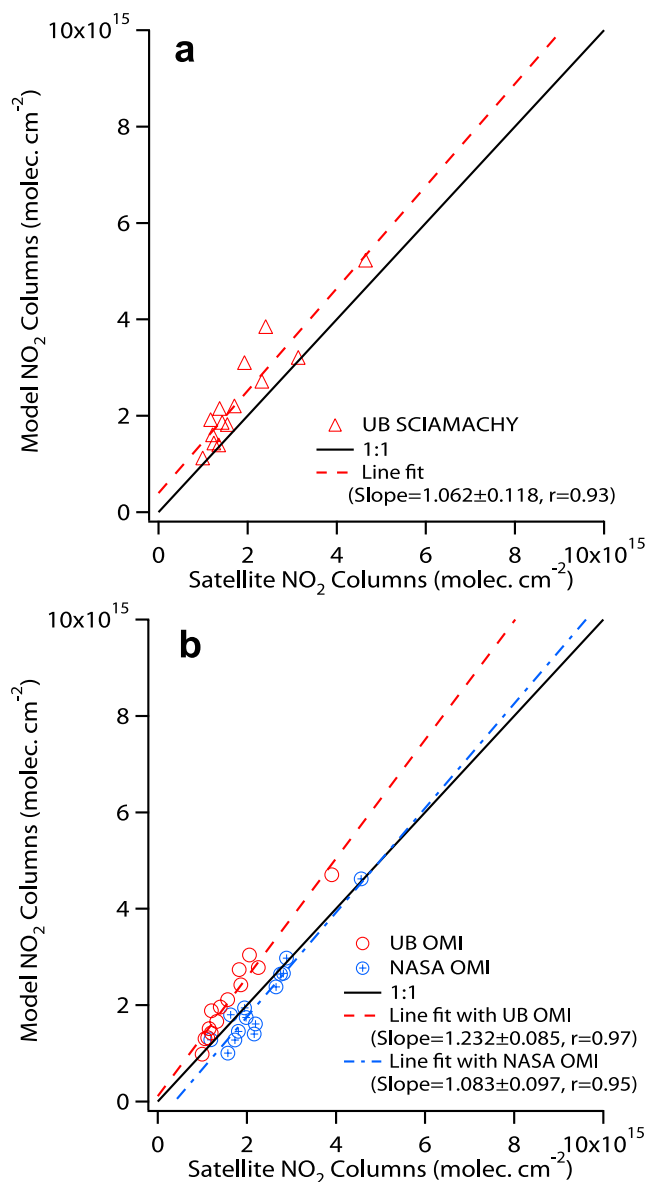 10x10¹⁵
a
8
6
4
2
0
Model NO₂ Columns (molec. cm⁻²)
UB SCIAMACHY
1:1
Line fit
(Slope=1.062±0.118, r=0.93)
0 2 4 6 8 10x10¹⁵
Satellite NO₂ Columns (molec. cm⁻²)
10x10¹⁵
b
8
6
4
2
0
Model NO₂ Columns (molec. cm⁻²)
UB OMI
NASA OMI
1:1
Line fit with UB OMI
(Slope=1.232±0.085, r=0.97)
Line fit with NASA OMI
(Slope=1.083±0.097, r=0.95)
0 2 4 6 8 10x10¹⁵
Satellite NO₂ Columns (molec. cm⁻²)